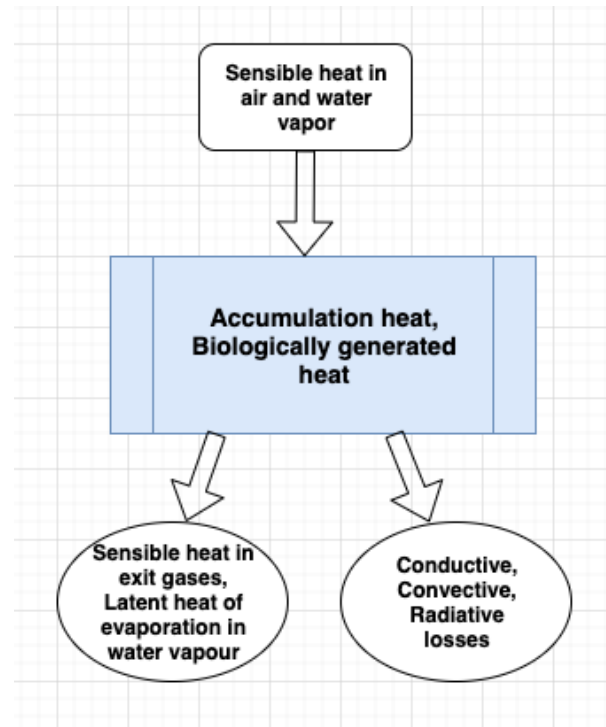 Sensible heat in
air and water
vapor
Accumulation heat,
Biologically generated
heat
Sensible heat in
exit gases,
Latent heat of
evaporation in
water vapour
Conductive,
Convective,
Radiative
losses